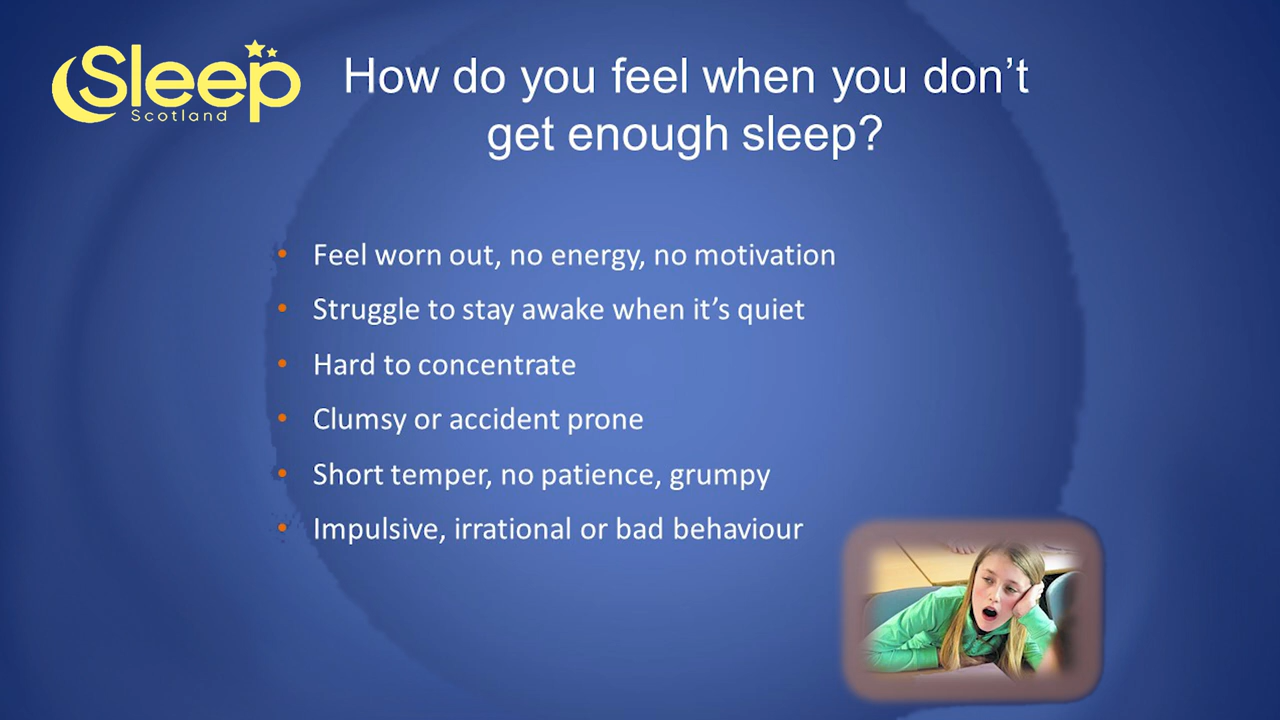 Sleep
Scotland
How do you feel when you don’t
get enough sleep?
• Feel worn out, no energy, no motivation
• Struggle to stay awake when it’s quiet
• Hard to concentrate
• Clumsy or accident prone
• Short temper, no patience, grumpy
• Impulsive, irrational or bad behaviour